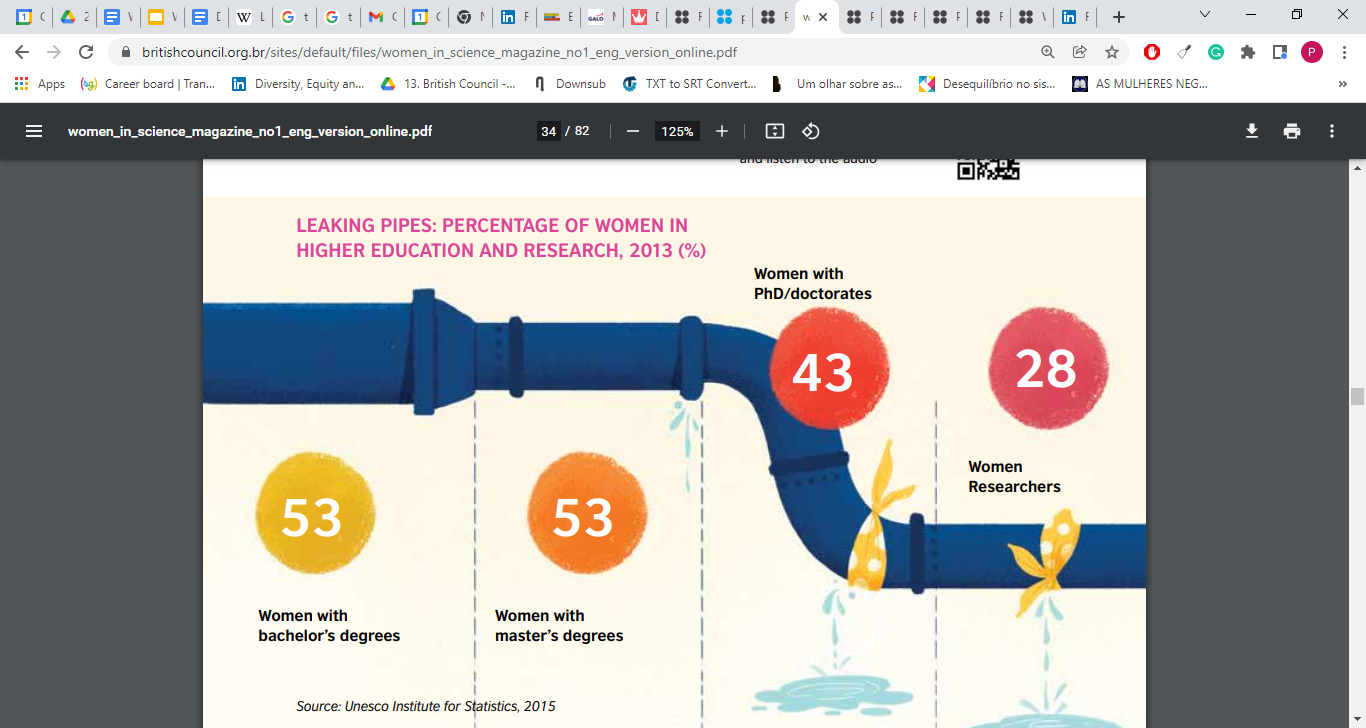 britishcouncil.org.br/sites/default/files/women_in_science_magazine_no1_eng_version_online.pdf
P
Apps
Career board | Tran...
Diversity, Equity an...
13. British Council -...
Downsub
TXT to SRT Convert...
Um olhar sobre as...
Desequilíbrio no sis...
AS MULHERES NEG...
»
women_in_science_magazine_no1_eng_version_online.pdf
34 / 82
125%
and listen to the audio
LEAKING PIPES: PERCENTAGE OF WOMEN IN
HIGHER EDUCATION AND RESEARCH, 2013 (%)
Women with
PhD/doctorates
43
28
Women
Researchers
53
53
Women with
bachelor's degrees
Women with
master's degrees
Source: Unesco Institute for Statistics, 2015